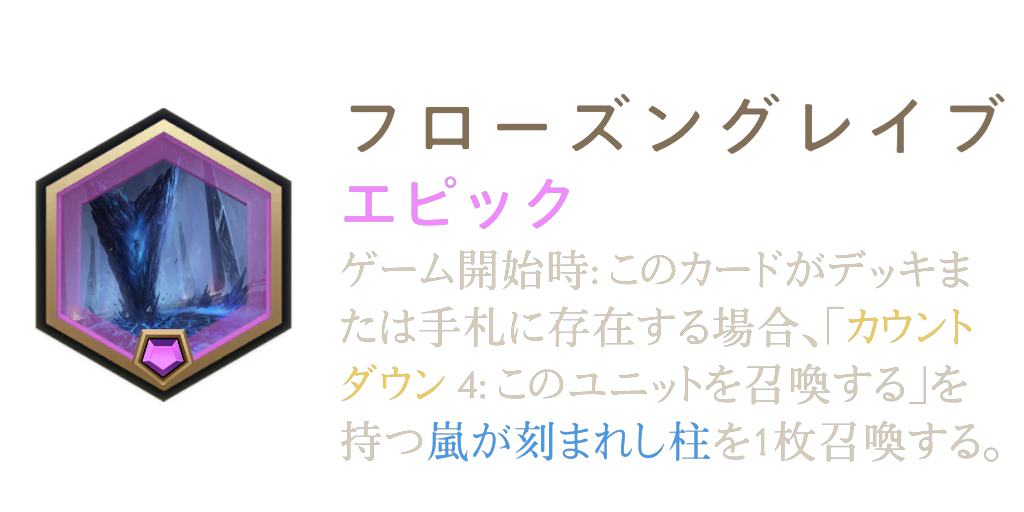 フローズングレイブ
エピック
ゲーム開始時: このカードがデッキま
たは手札に存在する場合、「カウント
ダウン 4: このユニットを召喚する」を
持つ嵐が刻まれし柱を1枚召喚する。